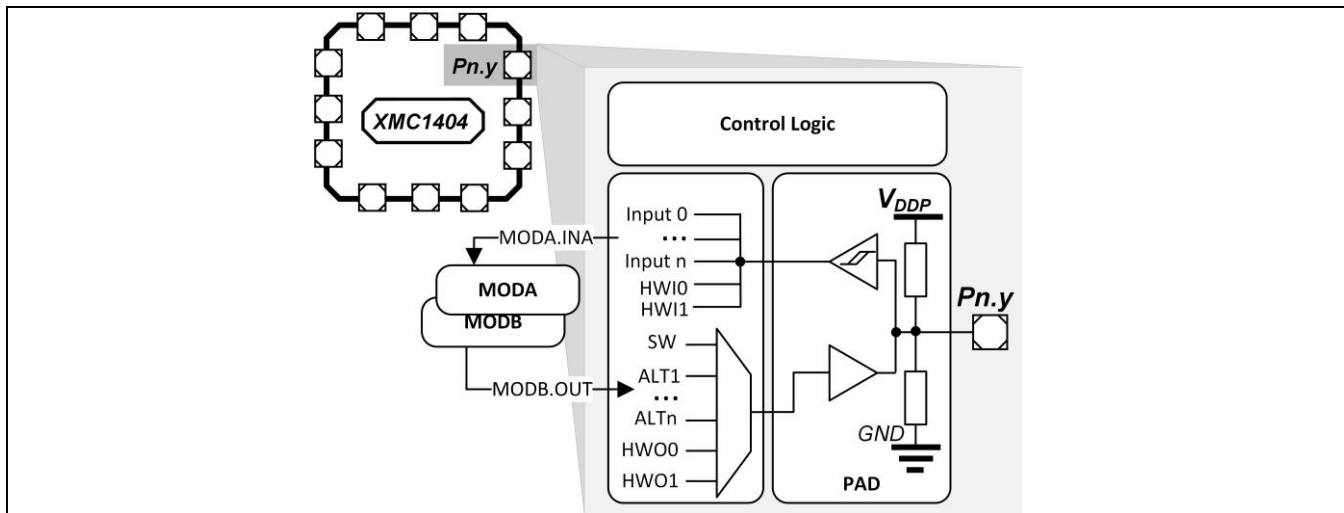 Pn.y
XMC1404
Control Logic
Input 0
...
Input n
HWI0
HWI1
MODA.INA
MODA
MODB
MODB.OUT
SW
ALT1
...
ALTn
HWO0
HWO1
VDDP
Pn.y
GND
PAD